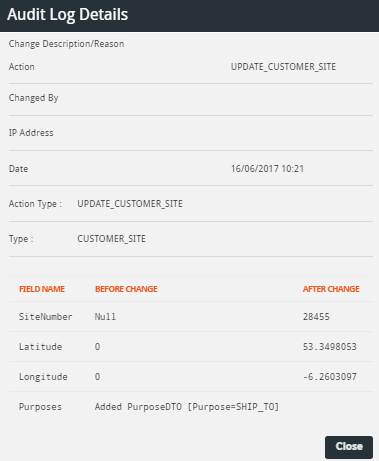 Audit Log Details
Change Description/Reason
Action UPDATE_CUSTOMER_SITE
Changed By
IP Address
Date 16/06/2017 10:21
Action Type : UPDATE_CUSTOMER_SITE
Type : CUSTOMER_SITE
FIELD NAME BEFORE CHANGE AFTER CHANGE
SiteNumber Null 28455
Latitude 0 53.3498053
Longitude 0 -6.2603097
Purposes Added PurposeDTO [Purpose=SHIP_TO]
Close